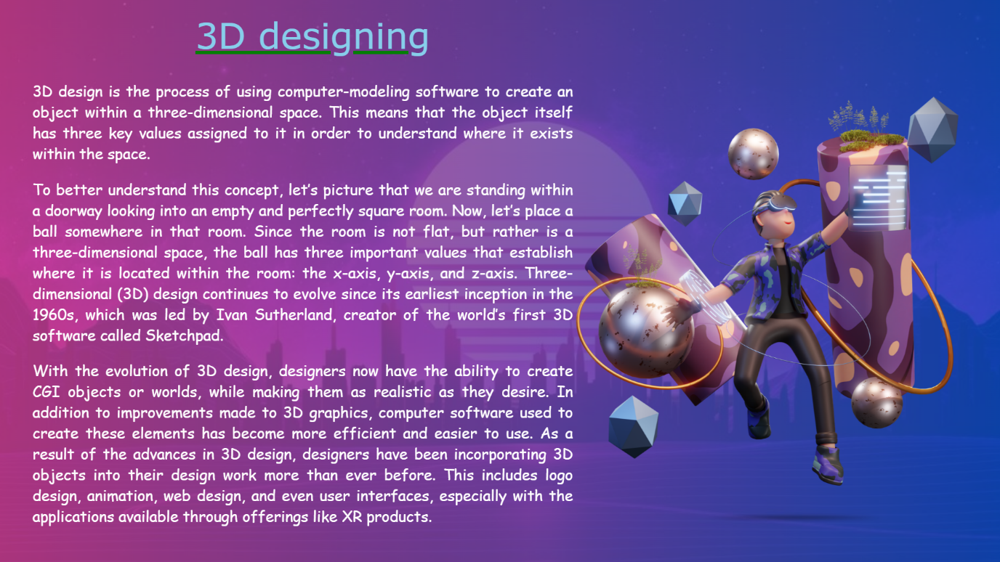 3D designing
3D design is the process of using computer-modeling software to create an
object within a three-dimensional space. This means that the object itself
has three key values assigned to it in order to understand where it exists
within the space.
To better understand this concept, let’s picture that we are standing within
a doorway looking into an empty and perfectly square room. Now, let’s place a
ball somewhere in that room. Since the room is not flat, but rather is a
three-dimensional space, the ball has three important values that establish
where it is located within the room: the x-axis, y-axis, and z-axis. Three-
dimensional (3D) design continues to evolve since its earliest inception in the
1960s, which was led by Ivan Sutherland, creator of the world’s first 3D
software called Sketchpad.
With the evolution of 3D design, designers now have the ability to create
CGI objects or worlds, while making them as realistic as they desire. In
addition to improvements made to 3D graphics, computer software used to
create these elements has become more efficient and easier to use. As a
result of the advances in 3D design, designers have been incorporating 3D
objects into their design work more than ever before. This includes logo
design, animation, web design, and even user interfaces, especially with the
applications available through offerings like XR products.